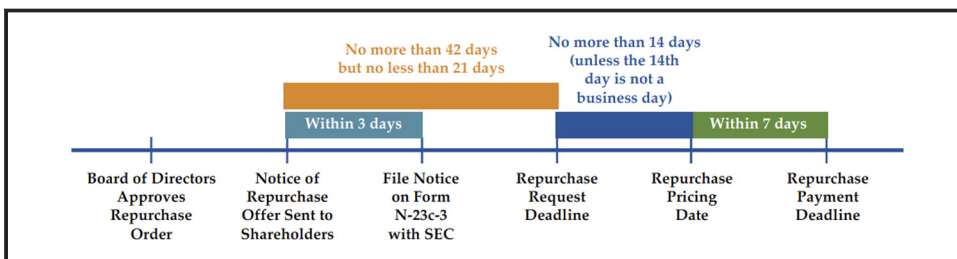 No more than 42 days
but no less than 21 days
No more than 14 days
(unless the 14th
day is not a
business day)
Within 3 days
Within 7 days
Board of Directors
Approves
Repurchase
Order
Notice of
Repurchase
Offer Sent to
Shareholders
File Notice
on Form
N-23c-3
with SEC
Repurchase
Request
Deadline
Repurchase
Pricing
Date
Repurchase
Payment
Deadline